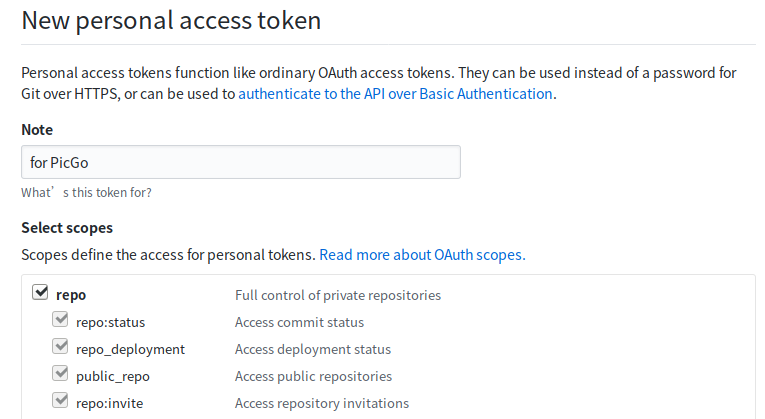 New personal access token
Personal access tokens function like ordinary OAuth access tokens. They can be used instead of a password for
Git over HTTPS, or can be used to authenticate to the API over Basic Authentication.
Note
for PicGo
What’s this token for?
Select scopes
Scopes define the access for personal tokens. Read more about OAuth scopes.
repo Full control of private repositories
repo:status Access commit status
repo_deployment Access deployment status
public_repo Access public repositories
repo:invite Access repository invitations